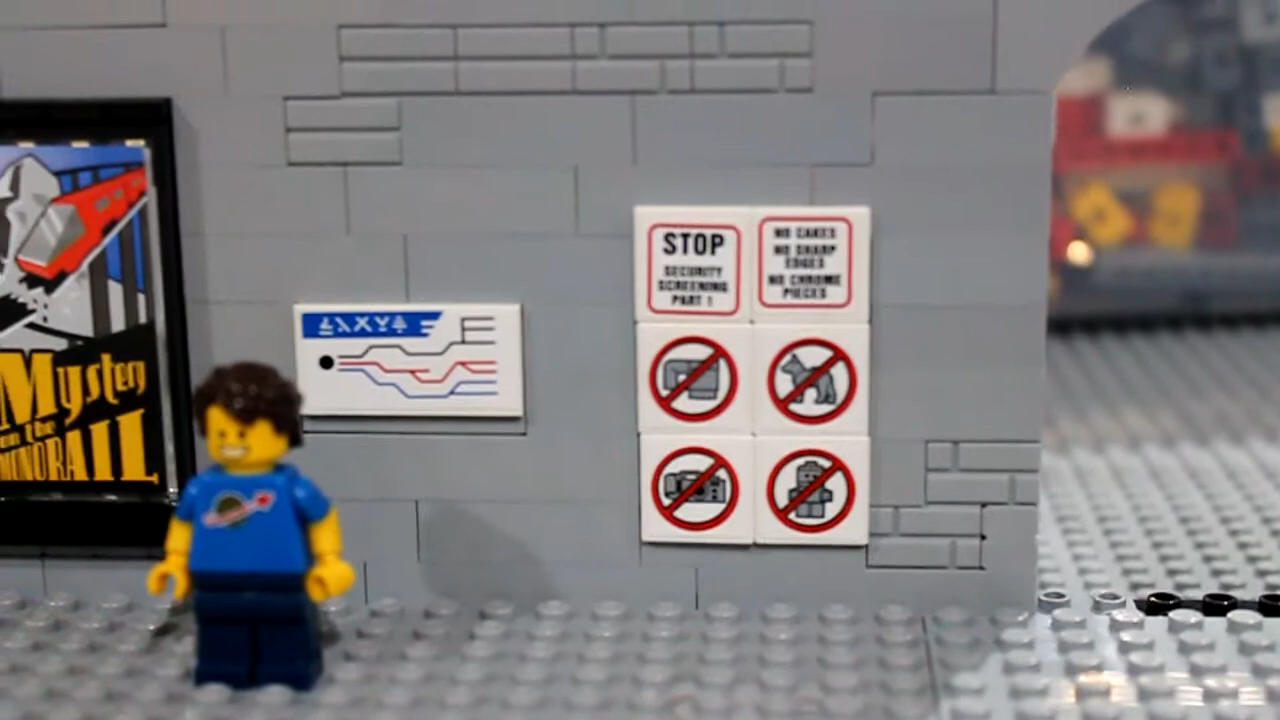 Mystery
on the
MONORAIL
STOP
SECURITY
SCREENING
PART 1
NO CAKES
NO SHARP
EDGES
NO CHROME
PIECES